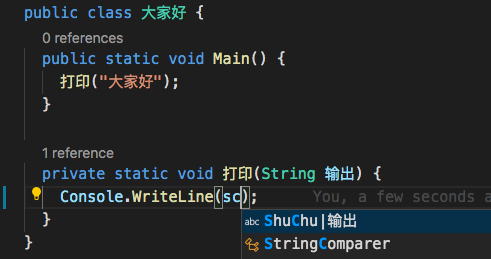 public class 大家好 {
0 references
public static void Main() {
打印("大家好");
}
1 reference
private static void 打印(String 输出) {
Console.WriteLine(sc); You, a few seconds a
}
abc ShuChu|输出
StringComparer
}